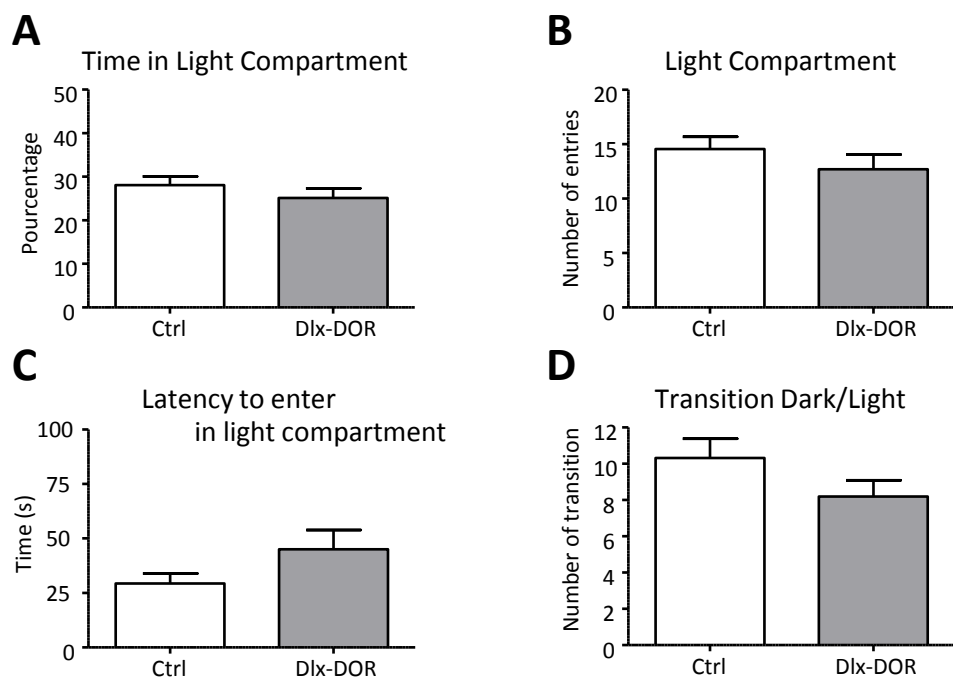 A
Time in Light Compartment
Pourcentage
50
40
30
20
10
0
Ctrl
Dlx-DOR
B
Light Compartment
Number of entries
20
15
10
5
0
Ctrl
Dlx-DOR
C
Latency to enter
in light compartment
Time (s)
100
75
50
25
0
Ctrl
Dlx-DOR
D
Transition Dark/Light
Number of transition
12
10
8
6
4
2
0
Ctrl
Dlx-DOR